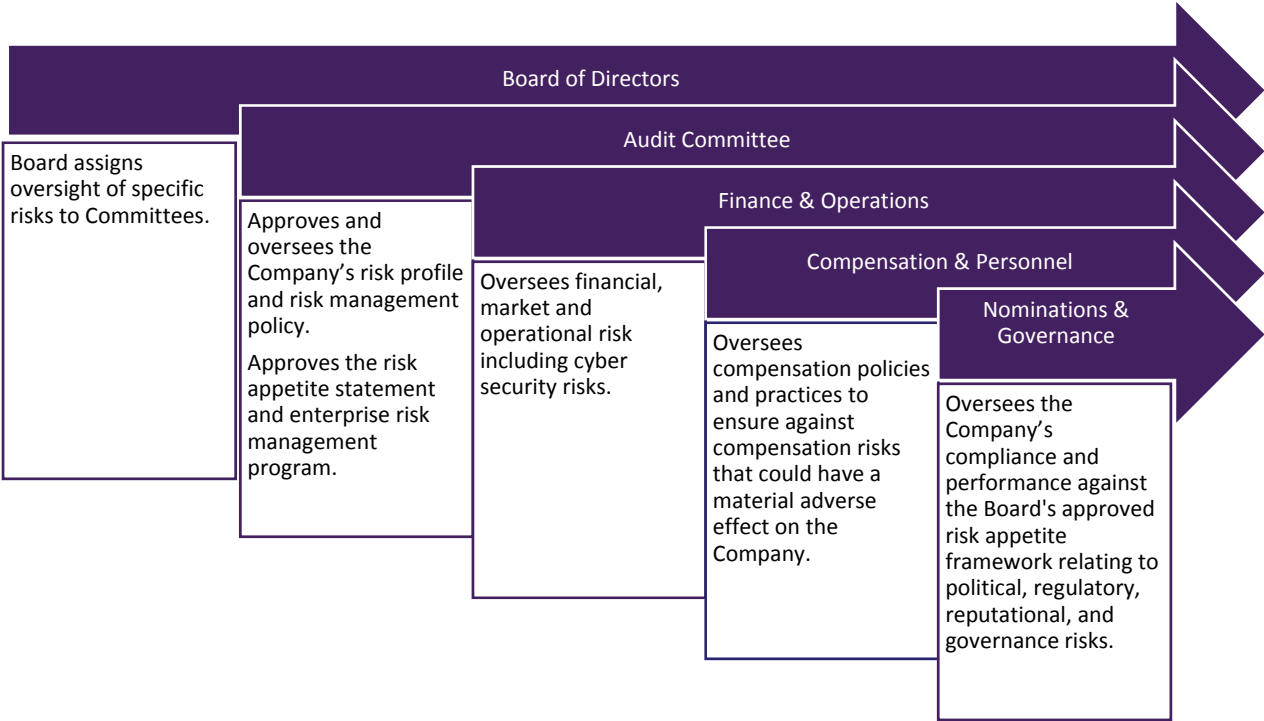 Board of Directors
Board assigns
oversight of specific
risks to Committees.
Audit Committee
Approves and
oversees the
Company’s risk profile
and risk management
policy.
Approves the risk
appetite statement
and enterprise risk
management
program.
Finance & Operations
Oversees financial,
market and
operational risk
including cyber
security risks.
Compensation & Personnel
Oversees
compensation policies
and practices to
ensure against
compensation risks
that could have a
material adverse
effect on the
Company.
Nominations &
Governance
Oversees the
Company’s
compliance and
performance against
the Board's approved
risk appetite
framework relating to
political, regulatory,
reputational, and
governance risks.